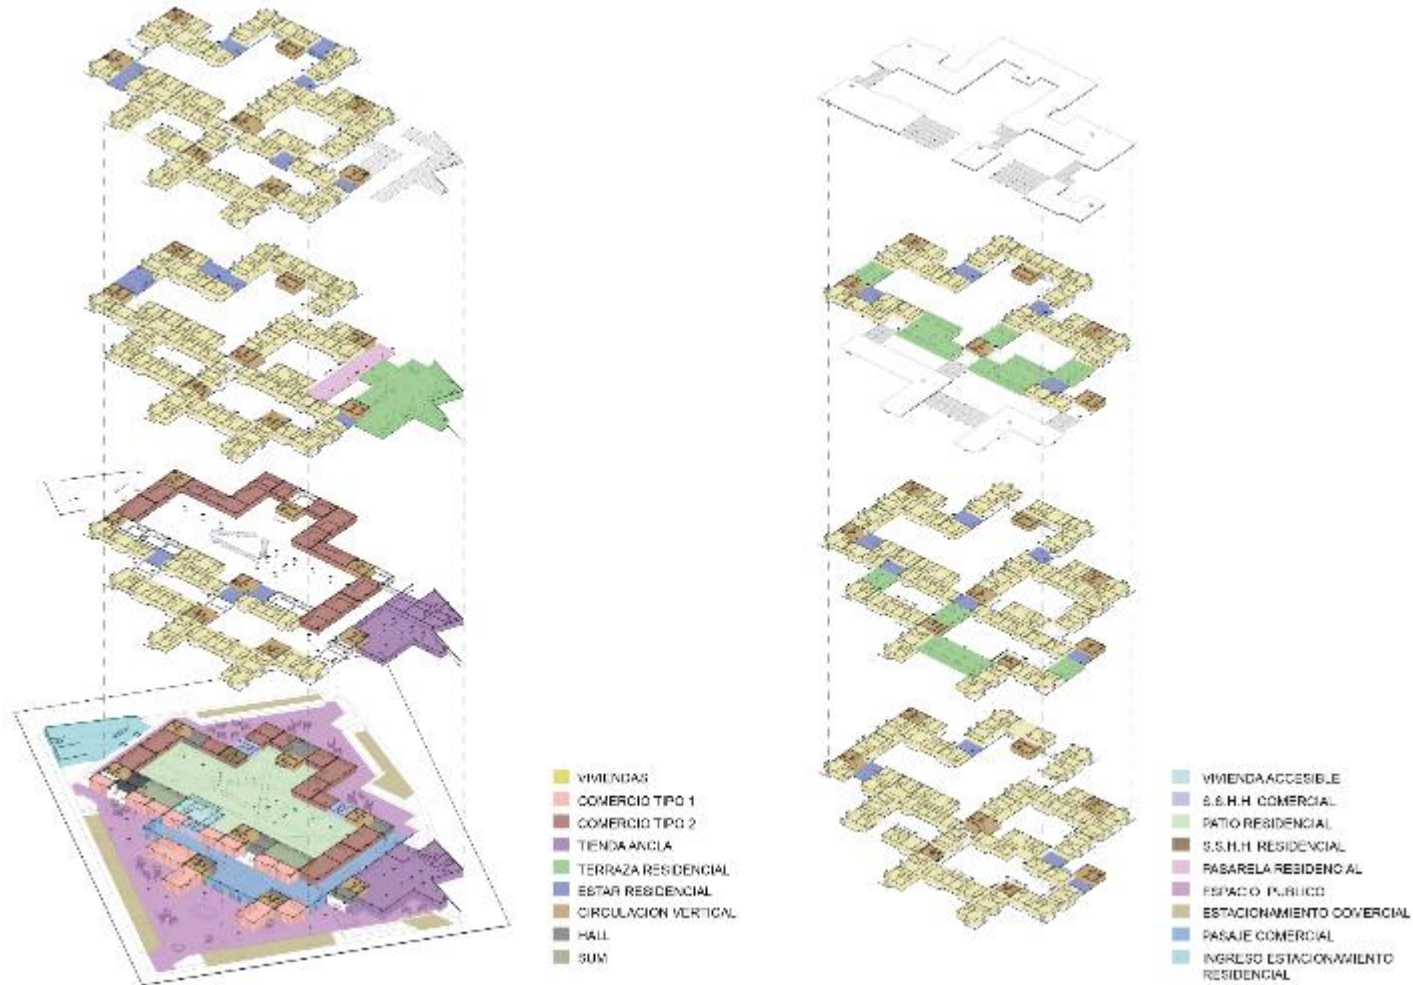 VIVIENDAS
COMERCIO TIPO 1
COMERCIO TIPO 2
TIENDA ANCLA
TERRAZA RESIDENCIAL
ESTAR RESIDENCIAL
CIRCULACION VERTICAL
HALL
SUM
VIVIENDA ACCESIBLE
S.S.H.H. COMERCIAL
PATIO RESIDENCIAL
S.S.H.H. RESIDENCIAL
PASARELA RESIDENCIAL
ESPACIO PUBLICO
ESTACIONAMIENTO COMERCIAL
PASAJE COMERCIAL
INGRESO ESTACIONAMIENTO
RESIDENCIAL